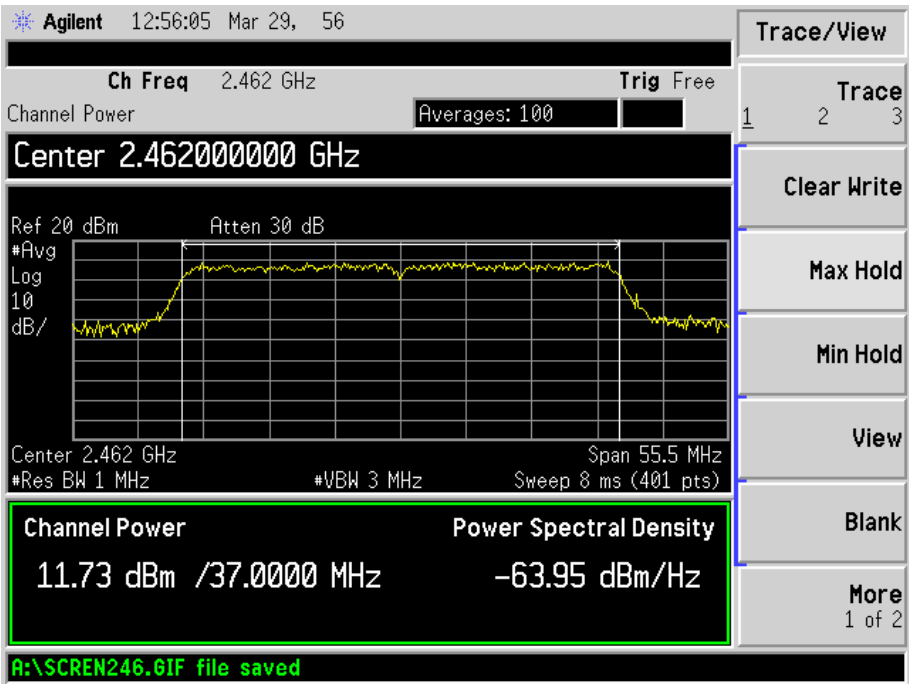 Agilent 12:56:05 Mar 29, 56
Ch Freq 2.462 GHz Trig Free
Channel Power Averages: 100
Center 2.462000000 GHz
Ref 20 dBm Atten 30 dB
#Avg
Log
10
dB/
Center 2.462 GHz Span 55.5 MHz
#Res BW 1 MHz #VBW 3 MHz Sweep 8 ms (401 pts)
Channel Power Power Spectral Density
11.73 dBm /37.0000 MHz -63.95 dBm/Hz
A:\SCREN246.GIF file saved
Trace/View
Trace
1 2 3
Clear Write
Max Hold
Min Hold
View
Blank
More
1 of 2